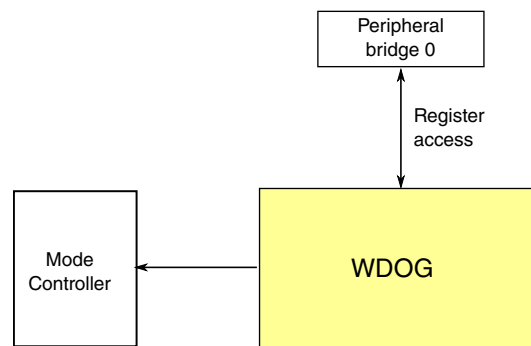 Peripheral
bridge 0
Register
access
Mode
Controller
WDOG